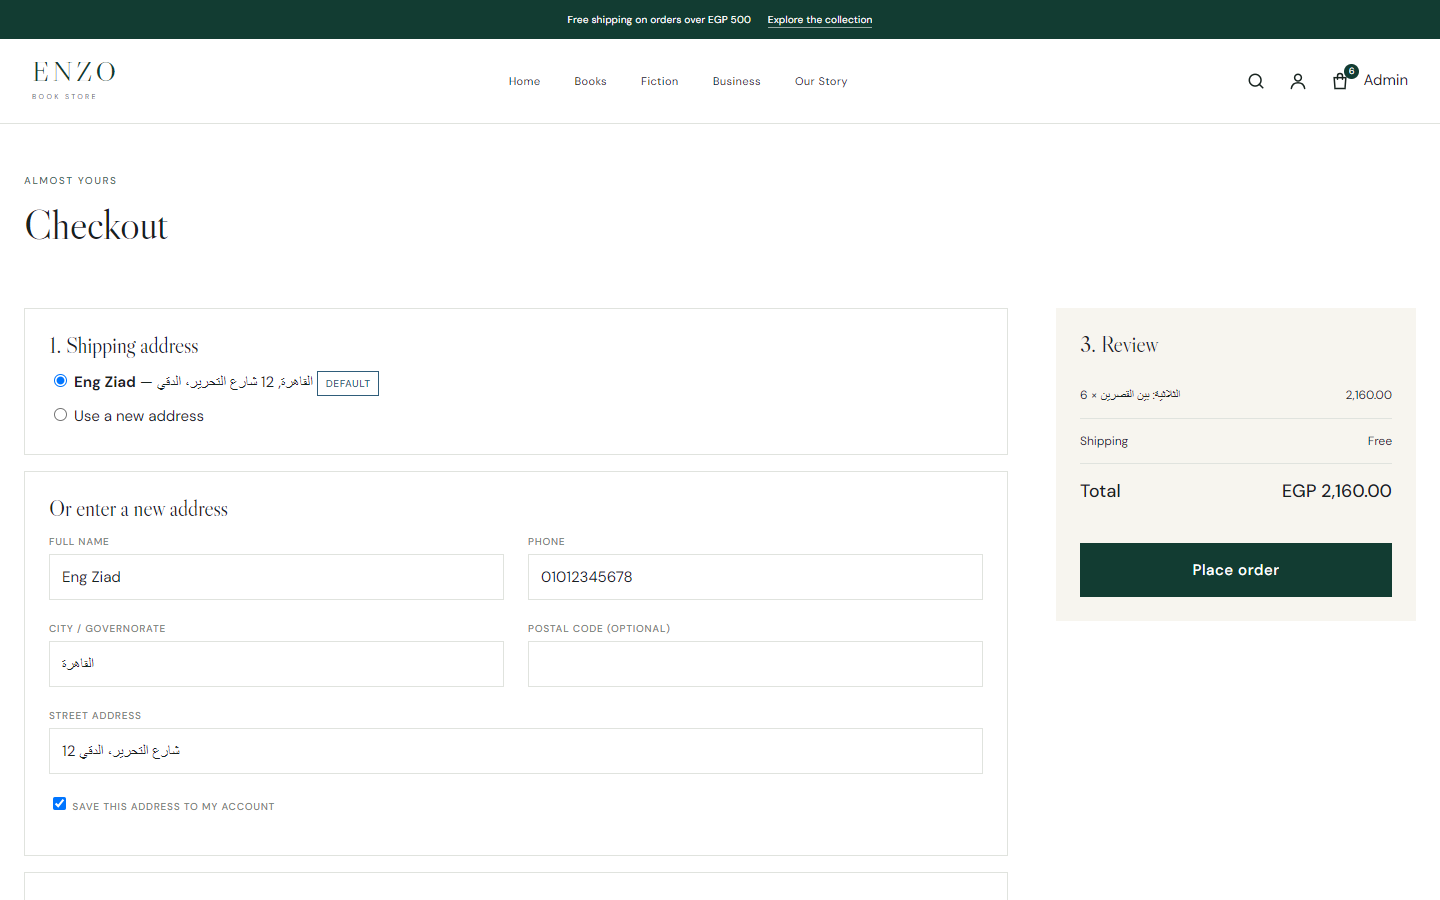 Free shipping on orders over EGP 500 Explore the collection
ENZO
BOOK STORE
Home Books Fiction Business Our Story
6
Admin
ALMOST YOURS
Checkout
1. Shipping address
Eng Ziad — القاهرة, 12 شارع التحرير، الدقي DEFAULT
Use a new address
Or enter a new address
FULL NAME
Eng Ziad
PHONE
01012345678
CITY / GOVERNORATE
القاهرة
POSTAL CODE (OPTIONAL)
STREET ADDRESS
12 شارع التحرير، الدقي
SAVE THIS ADDRESS TO MY ACCOUNT
3. Review
الثلاثية: بين القصرين × 6 2,160.00
Shipping Free
Total EGP 2,160.00
Place order